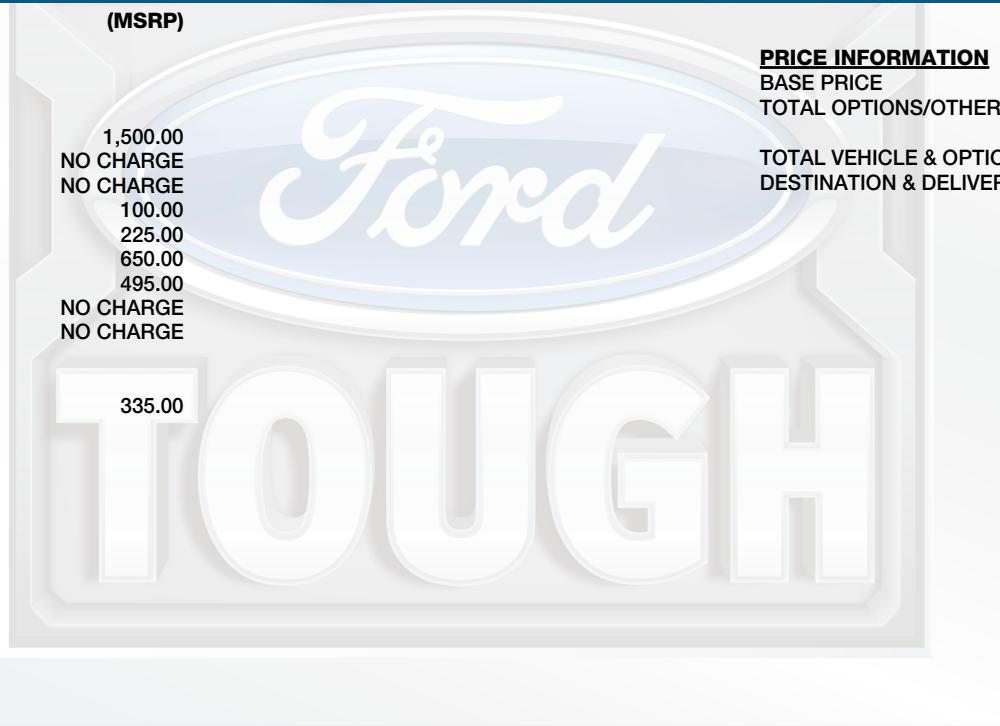 (MSRP)
1,500.00
NO CHARGE
NO CHARGE
100.00
225.00
650.00
495.00
NO CHARGE
NO CHARGE
335.00
PRICE INFORMATION
BASE PRICE
TOTAL OPTIONS/OTHER
TOTAL VEHICLE & OPTIO
DESTINATION & DELIVER
Ford
TOUGH